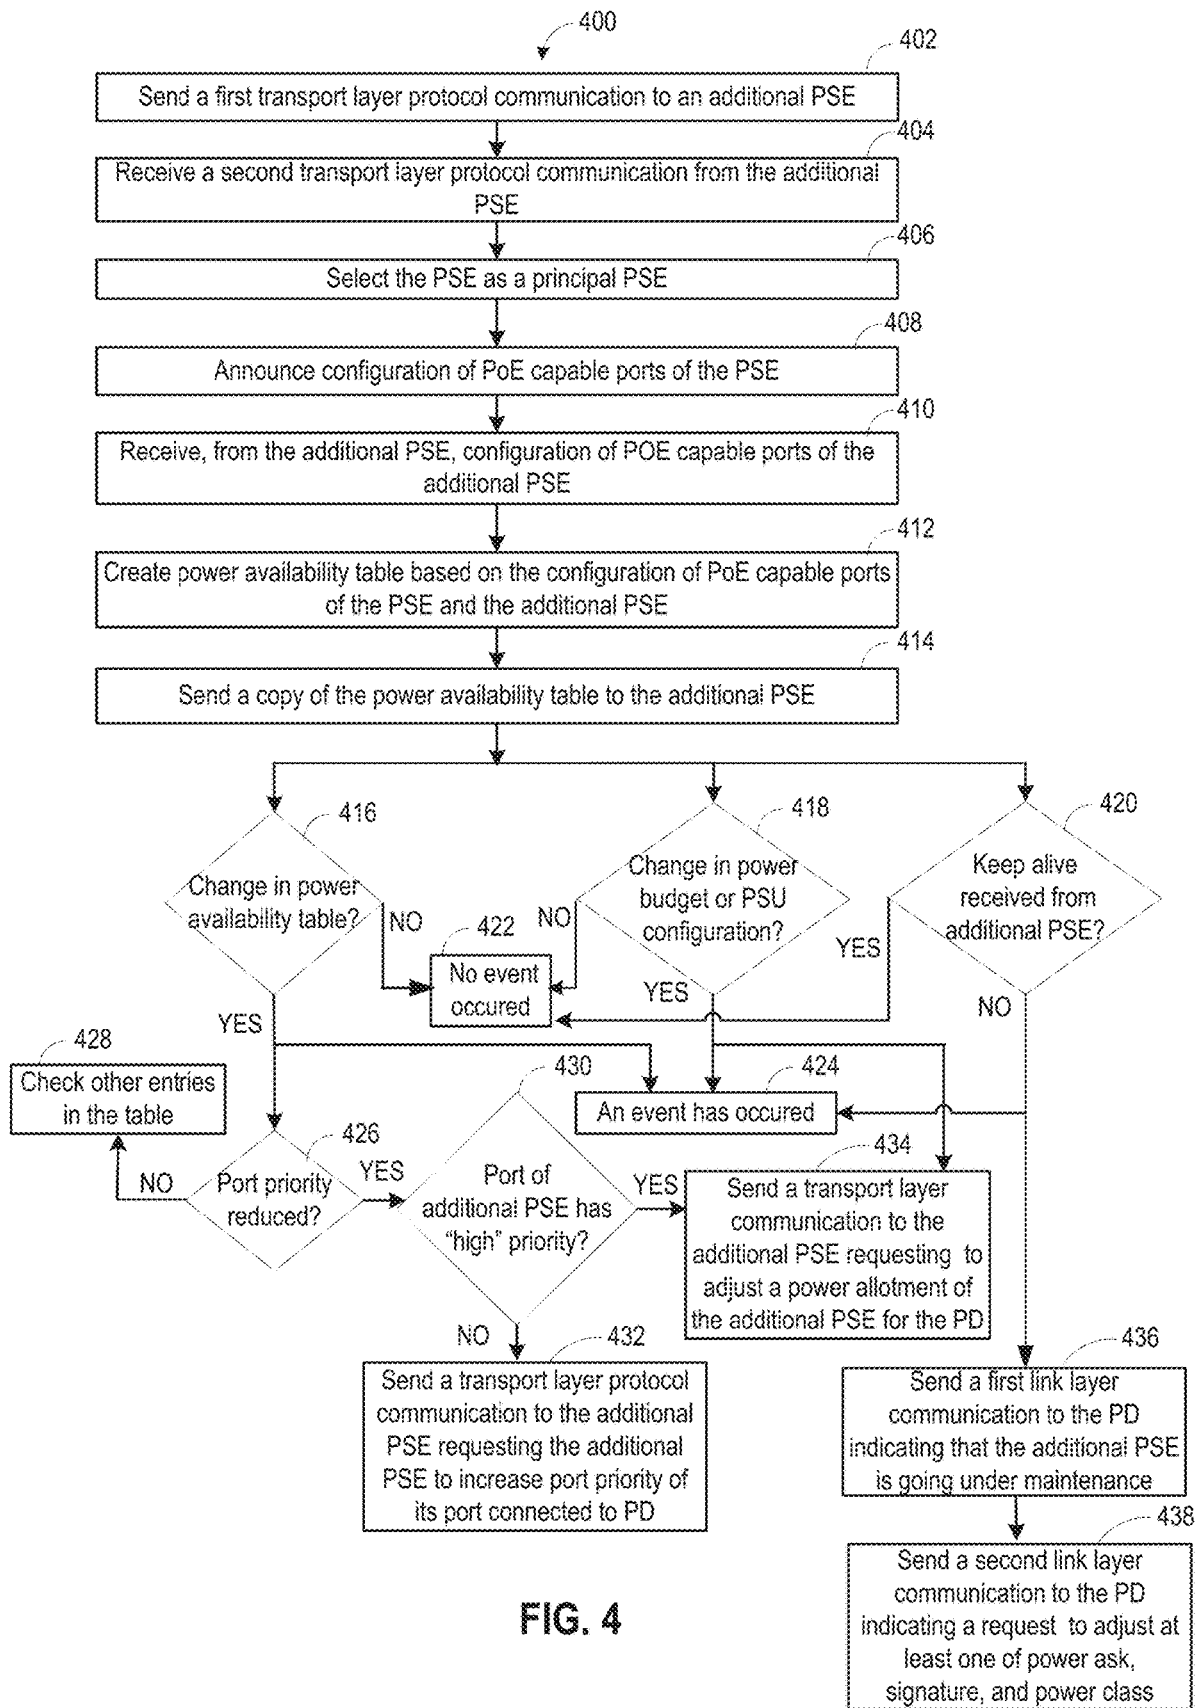 400
402
Send a first transport layer protocol communication to an additional PSE
404
Receive a second transport layer protocol communication from the additional
PSE
406
Select the PSE as a principal PSE
408
Announce configuration of PoE capable ports of the PSE
410
Receive, from the additional PSE, configuration of POE capable ports of the
additional PSE
412
Create power availability table based on the configuration of PoE capable ports
of the PSE and the additional PSE
414
Send a copy of the power availability table to the additional PSE
416
Change in power
availability table?
NO
YES
418
Change in power
budget or PSU
configuration?
NO
YES
420
Keep alive
received from
additional PSE?
YES
NO
422
No event
occured
424
An event has occured
428
Check other entries
in the table
426
Port priority
reduced?
NO
YES
430
Port of
additional PSE has
"high" priority?
YES
NO
434
Send a transport layer
communication to the
additional PSE requesting to
adjust a power allotment of
the additional PSE for the PD
432
Send a transport layer protocol
communication to the additional
PSE requesting the additional
PSE to increase port priority of
its port connected to PD
436
Send a first link layer
communication to the PD
indicating that the additional PSE
is going under maintenance
438
Send a second link layer
communication to the PD
indicating a request to adjust at
least one of power ask,
signature, and power class
FIG. 4